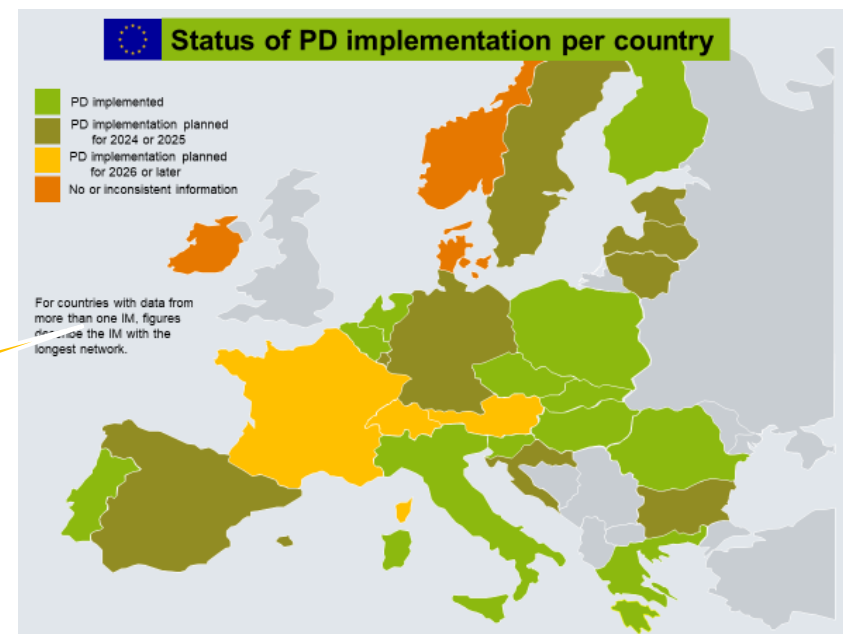 Status of PD implementation per country
PD implemented
PD implementation planned
for 2024 or 2025
PD implementation planned
for 2026 or later
No or inconsistent information
For countries with data from
more than one IM, figures
describe the IM with the
longest network.